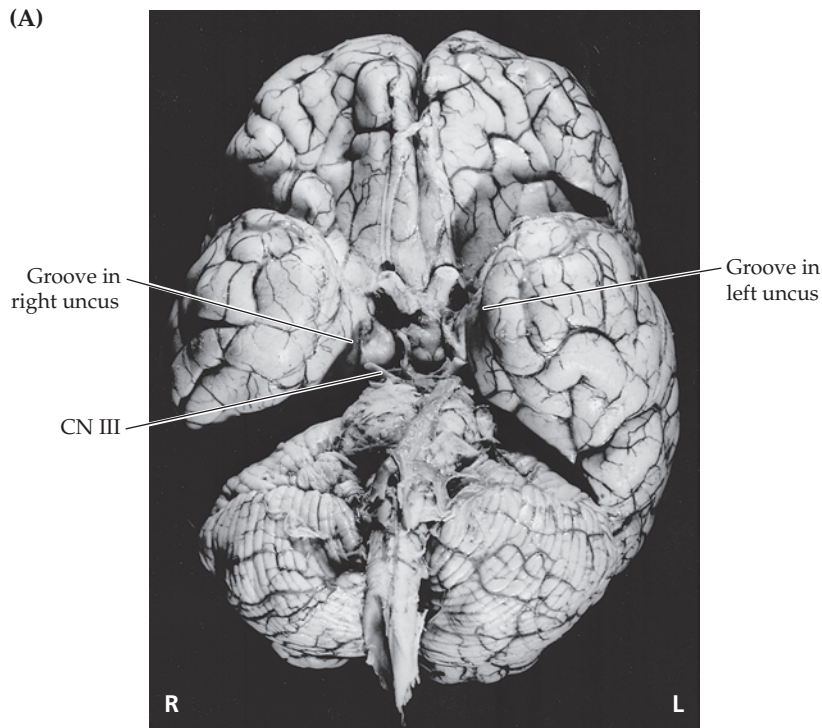 (A)
Groove in
right uncus
Groove in
left uncus
CN III
R
L